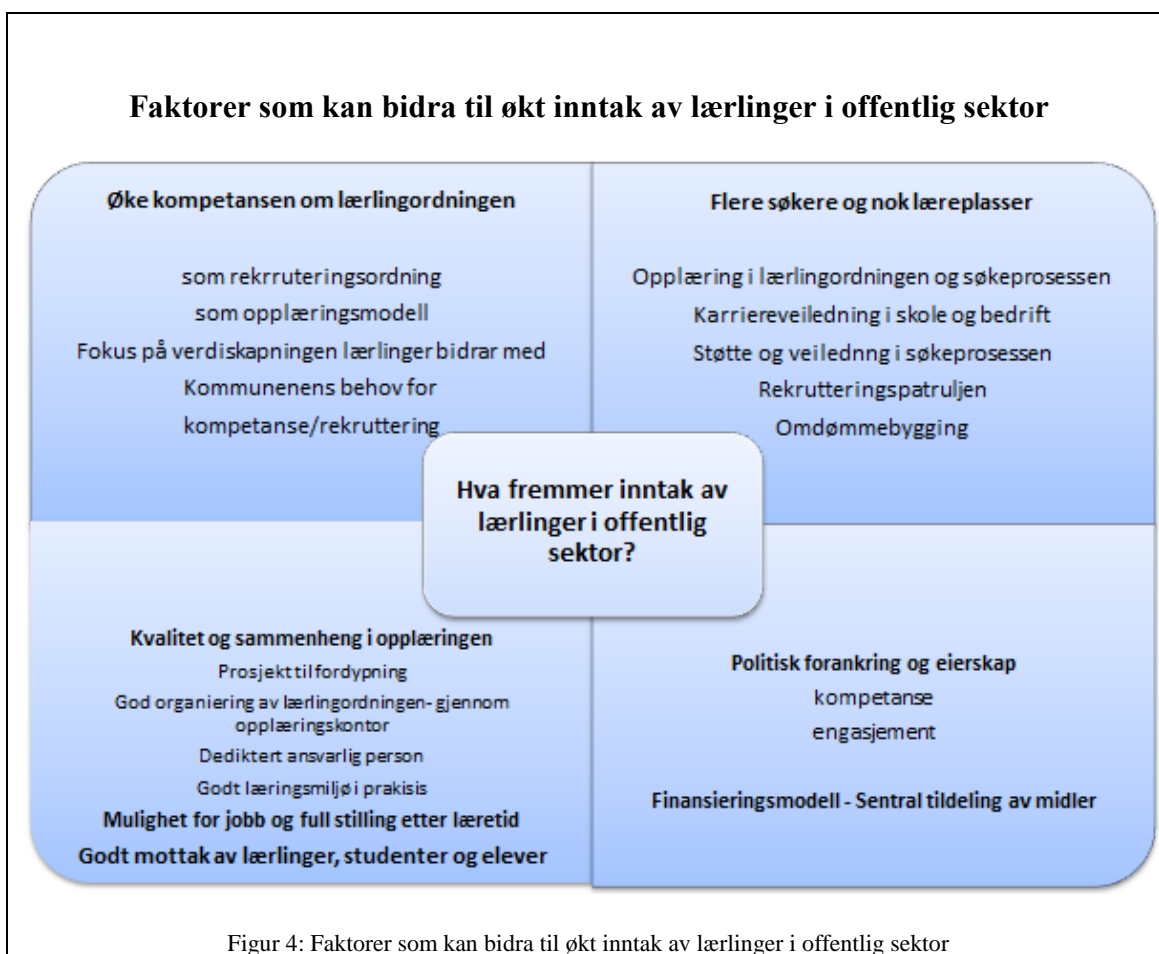 Faktorer som kan bidra til økt inntak av lærlinger i offentlig sektor
Øke kompetansen om lærlingordningen
som rekrruteringsordning
som opplæringsmodell
Fokus på verdiskapningen lærlinger bidrar med
Kommunenens behov for
kompetanse/rekruttering
Flere søkere og nok læreplasser
Opplæring i lærlingordningen og søkeprosessen
Karriereveiledning i skole og bedrift
Støtte og veilednng i søkeprosessen
Rekrutteringspatruljen
Omdømmebygging
Hva fremmer inntak av
lærlinger i offentlig
sektor?
Kvalitet og sammenheng i opplæringen
Prosjekt til fordypning
God organiering av lærlingordningen- gjennom
opplæringskontor
Dediktert ansvarlig person
Godt læringsmiljø i prakisis
Mulighet for jobb og full stilling etter læretid
Godt mottak av lærlinger, studenter og elever
Politisk forankring og eierskap
kompetanse
engasjement
Finansieringsmodell - Sentral tildeling av midler
Figur 4: Faktorer som kan bidra til økt inntak av lærlinger i offentlig sektor